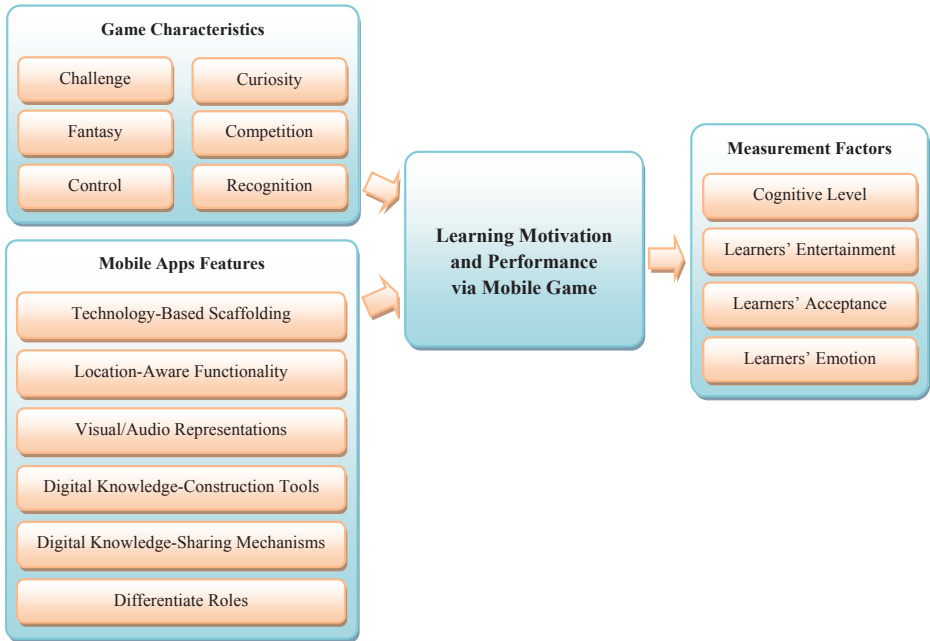 Game Characteristics
Challenge
Curiosity
Fantasy
Competition
Control
Recognition
Mobile Apps Features
Technology-Based Scaffolding
Location-Aware Functionality
Visual/Audio Representations
Digital Knowledge-Construction Tools
Digital Knowledge-Sharing Mechanisms
Differentiate Roles
Learning Motivation
and Performance
via Mobile Game
Measurement Factors
Cognitive Level
Learners’ Entertainment
Learners’ Acceptance
Learners’ Emotion